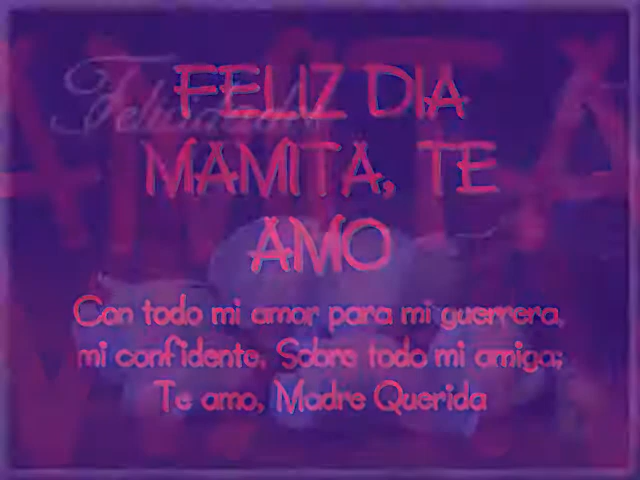 Felicidades
FELIZ DIA
MAMITA, TE
AMO
Con todo mi amor para mi guerrera,
mi confidente, Sobre todo mi amiga;
Te amo, Madre Querida